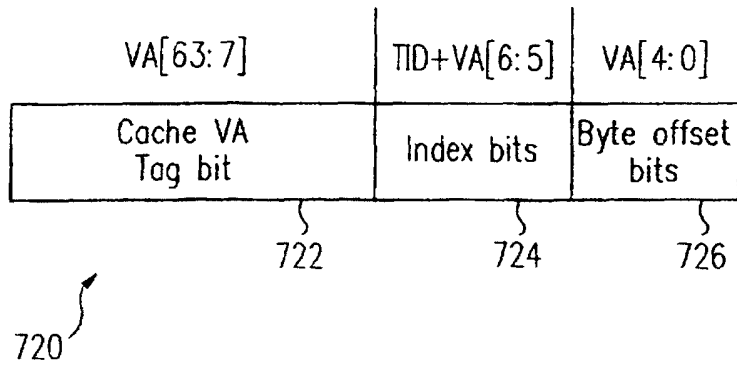 VA[63:7] TID+VA[6:5] VA[4:0]
Cache VA Tag bit
Index bits
Byte offset bits
722 724 726
720